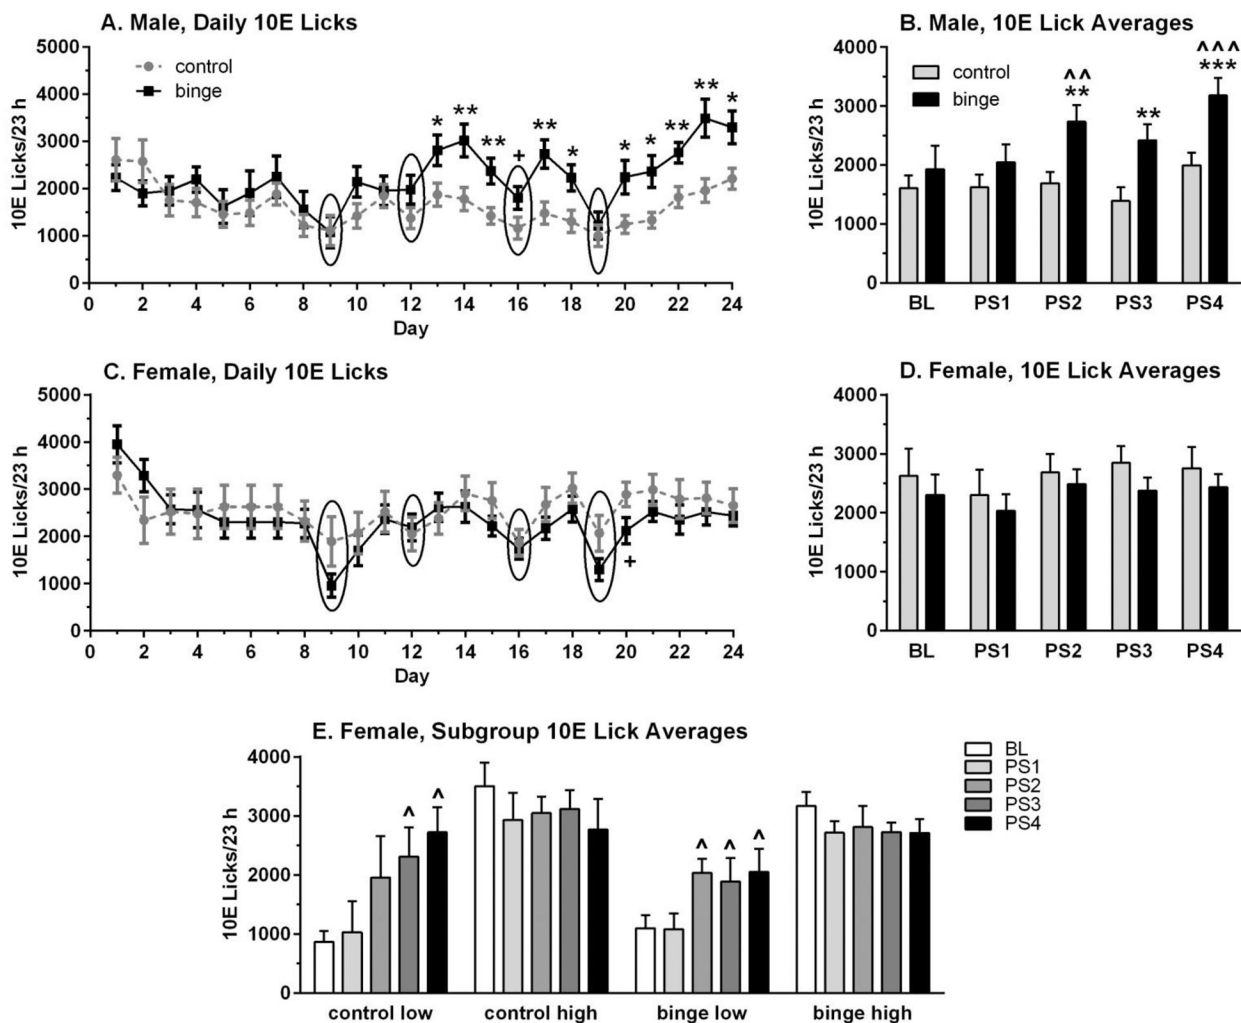 A. Male, Daily 10E Licks
10E Licks/23 h
5000
4000
3000
2000
1000
0
control
binge
* ** ** + ** * * * ** ** *
0 2 4 6 8 10 12 14 16 18 20 22 24
Day
B. Male, 10E Lick Averages
10E Licks/23 h
4000
3000
2000
1000
0
control
binge
^^
**
**
^^^
***
BL PS1 PS2 PS3 PS4
C. Female, Daily 10E Licks
10E Licks/23 h
5000
4000
3000
2000
1000
0
+
0 2 4 6 8 10 12 14 16 18 20 22 24
Day
D. Female, 10E Lick Averages
10E Licks/23 h
4000
3000
2000
1000
0
BL PS1 PS2 PS3 PS4
E. Female, Subgroup 10E Lick Averages
10E Licks/23 h
4000
3000
2000
1000
0
^ ^ ^ ^ ^
control low control high binge low binge high
BL
PS1
PS2
PS3
PS4